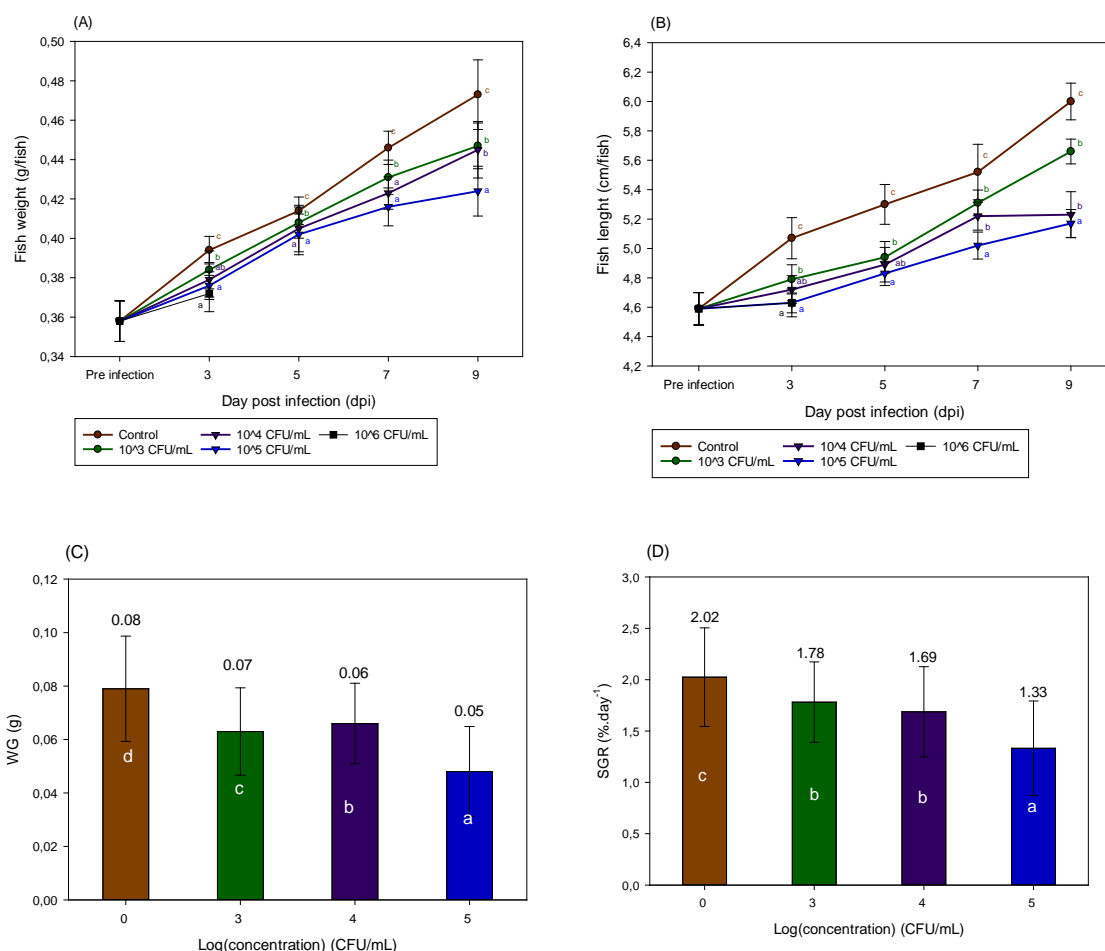 (A)
0,50
0,48
0,46
0,44
0,42
0,40
0,38
0,36
0,34
Fish weight (g/fish)
c
b
ab
a
a
c
b
a
a
c
b
a
a
c
b
b
a
Pre infection 3 5 7 9
Day post infection (dpi)
Control 10^4 CFU/mL 10^6 CFU/mL
10^3 CFU/mL 10^5 CFU/mL
(B)
6,4
6,2
6,0
5,8
5,6
5,4
5,2
5,0
4,8
4,6
4,4
4,2
Fish lenght (cm/fish)
c
b
ab
a
a
c
b
ab
a
c
b
b
a
c
b
b
a
Pre infection 3 5 7 9
Day post infection (dpi)
Control 10^4 CFU/mL 10^6 CFU/mL
10^3 CFU/mL 10^5 CFU/mL
(C)
0,12
0,10
0,08
0,06
0,04
0,02
0,00
WG (g)
0.08 0.07 0.06 0.05
d c b a
0 3 4 5
Log(concentration) (CFU/mL)
(D)
3,0
2,5
2,0
1,5
1,0
0,5
0,0
SGR (%.day⁻¹)
2.02 1.78 1.69 1.33
c b b a
0 3 4 5
Log(concentration) (CFU/mL)